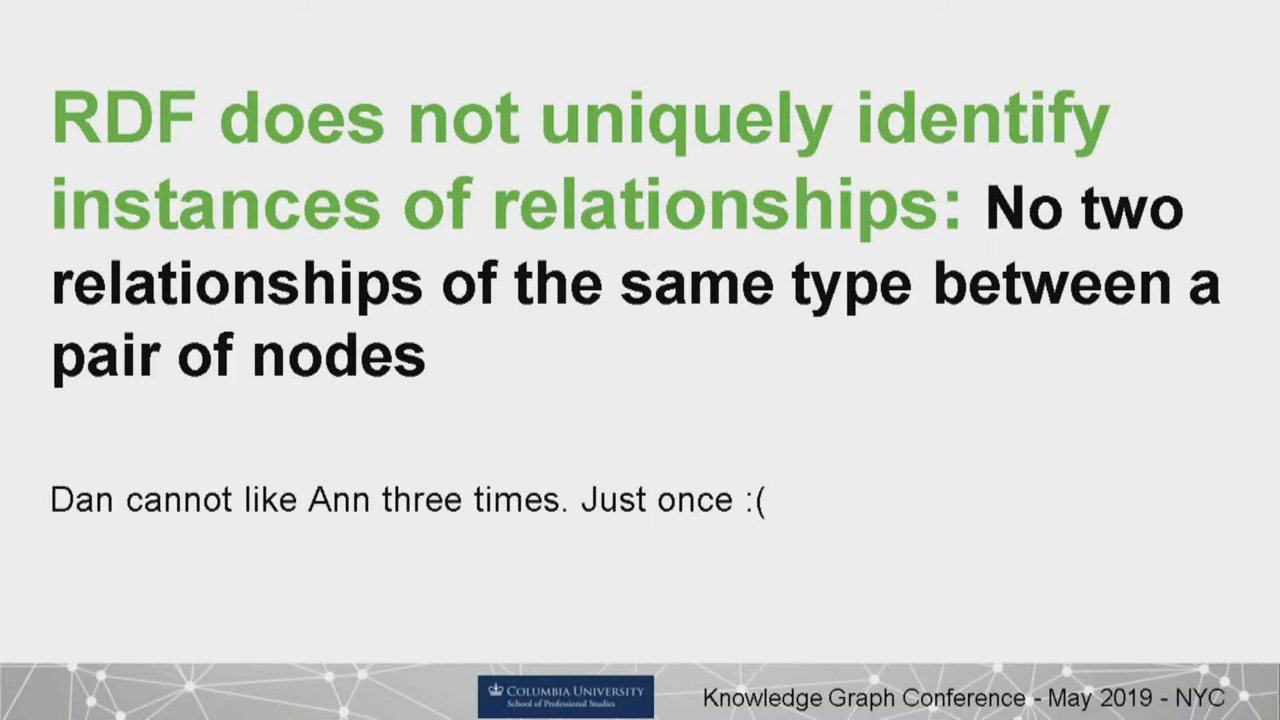 RDF does not uniquely identify
instances of relationships: No two
relationships of the same type between a
pair of nodes
Dan cannot like Ann three times. Just once :(
COLUMBIA UNIVERSITY
School of Professional Studies
Knowledge Graph Conference - May 2019 - NYC